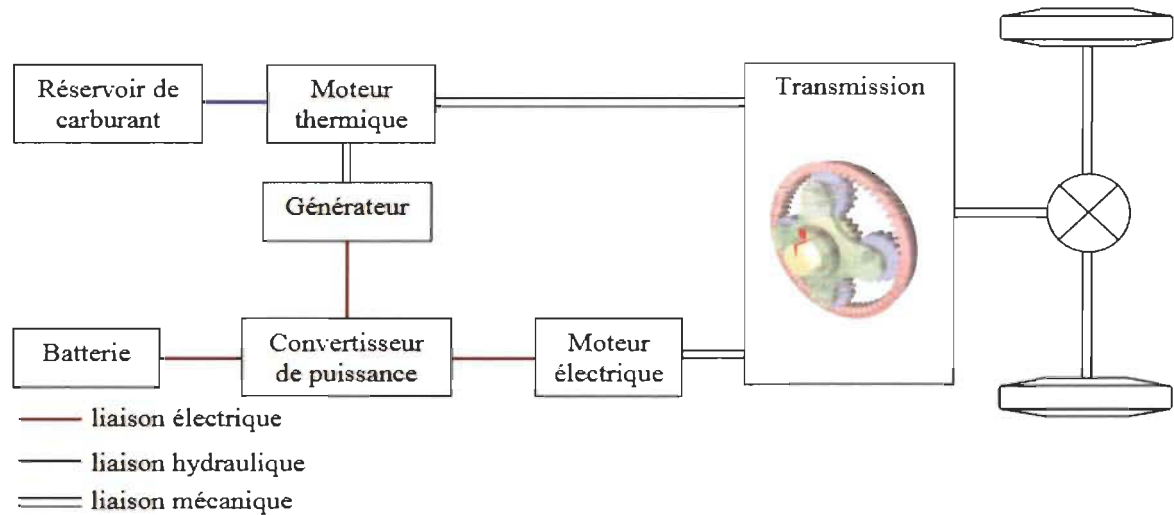 Réservoir de
carburant
Moteur
thermique
Transmission
Générateur
Batterie
Convertisseur
de puissance
Moteur
électrique
liaison électrique
liaison hydraulique
liaison mécanique